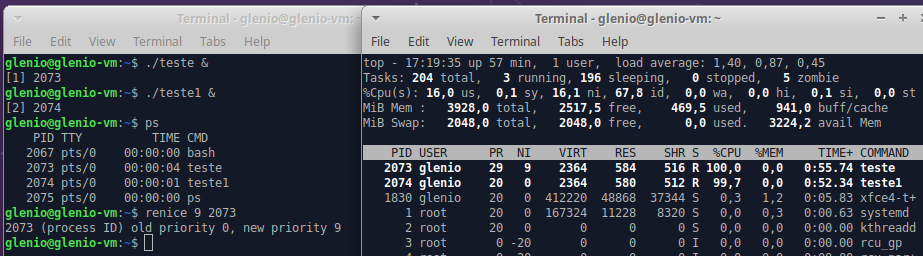 Terminal - glenio@glenio-vm: ~
File Edit View Terminal Tabs Help
glenio@glenio-vm:~$ ./teste &
[1] 2073
glenio@glenio-vm:~$ ./teste1 &
[2] 2074
glenio@glenio-vm:~$ ps
    PID TTY          TIME CMD
   2067 pts/0    00:00:00 bash
   2073 pts/0    00:00:04 teste
   2074 pts/0    00:00:01 teste1
   2075 pts/0    00:00:00 ps
glenio@glenio-vm:~$ renice 9 2073
2073 (process ID) old priority 0, new priority 9
glenio@glenio-vm:~$
Terminal - glenio@glenio-vm: ~
File Edit View Terminal Tabs Help
top - 17:19:35 up 57 min,  1 user,  load average: 1,40, 0,87, 0,45
Tasks: 204 total,   3 running, 196 sleeping,   0 stopped,   5 zombie
%Cpu(s): 16,0 us,  0,1 sy, 16,1 ni, 67,8 id,  0,0 wa,  0,0 hi,  0,1 si,  0,0 st
MiB Mem :   3928,0 total,   2517,5 free,    469,5 used,    941,0 buff/cache
MiB Swap:   2048,0 total,   2048,0 free,      0,0 used.   3224,2 avail Mem
    PID USER      PR  NI    VIRT    RES    SHR S  %CPU  %MEM     TIME+ COMMAND
   2073 glenio    29   9    2364    584    516 R 100,0   0,0   0:55.74 teste
   2074 glenio    20   0    2364    580    512 R  99,7   0,0   0:52.34 teste1
   1830 glenio    20   0  412220  48868  37344 S   0,3   1,2   0:05.83 xfce4-t+
      1 root      20   0  167324  11228   8320 S   0,0   0,3   0:00.63 systemd
      2 root      20   0       0      0      0 S   0,0   0,0   0:00.00 kthreadd
      3 root       0 -20       0      0      0 I   0,0   0,0   0:00.00 rcu_gp